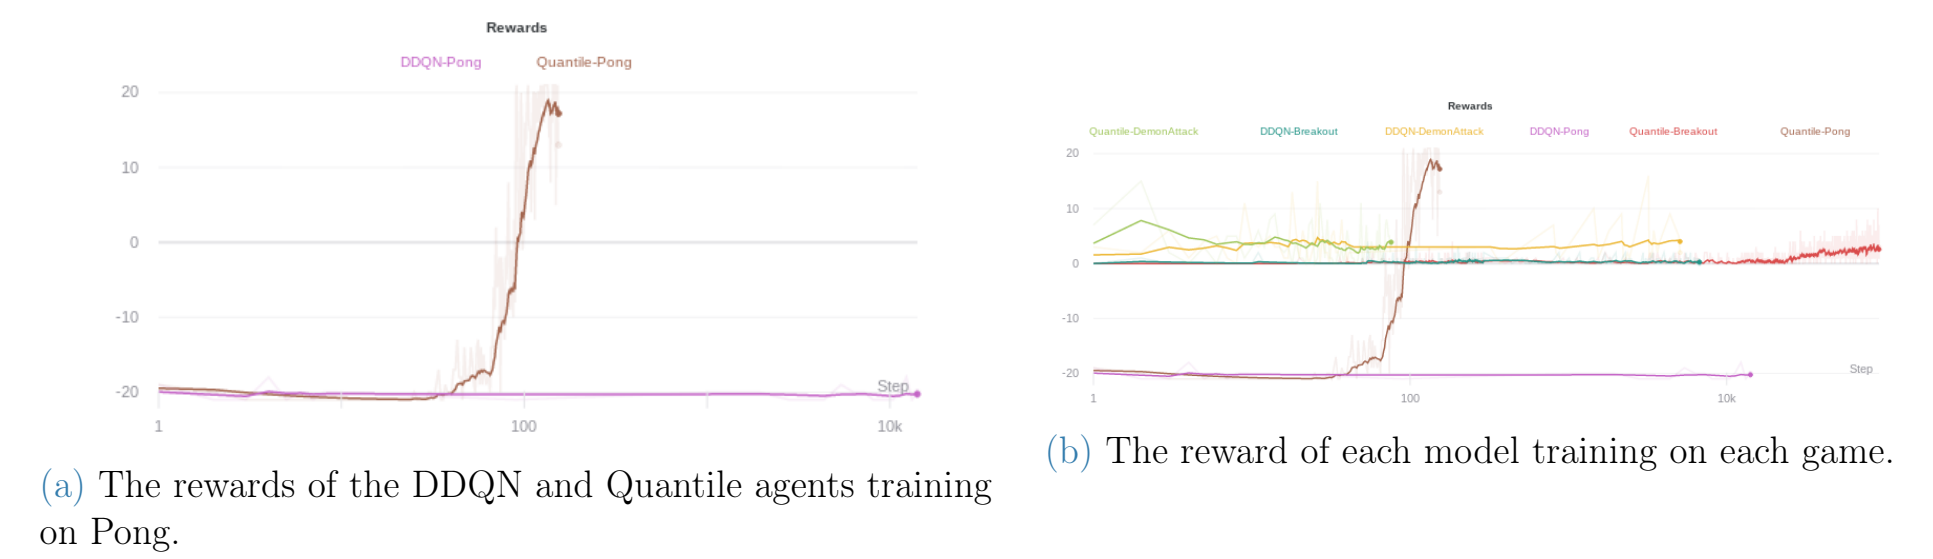 Rewards
DDQN-Pong Quantile-Pong
20
10
0
-10
-20
Step
1 100 10k
(a) The rewards of the DDQN and Quantile agents training
on Pong.
Rewards
Quantile-DemonAttack DDQN-Breakout DDQN-DemonAttack DDQN-Pong Quantile-Breakout Quantile-Pong
20
10
0
-10
-20
Step
1 100 10k
(b) The reward of each model training on each game.